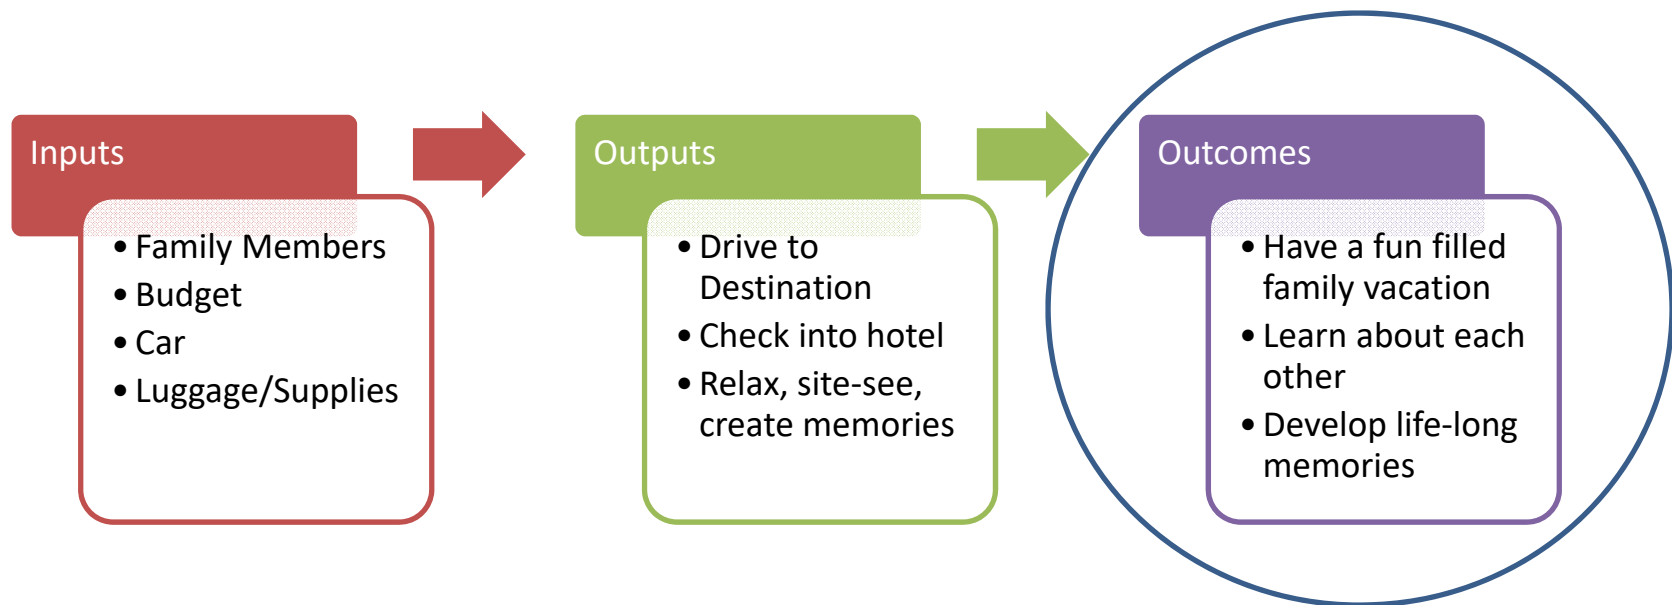 Inputs
• Family Members
• Budget
• Car
• Luggage/Supplies
Outputs
• Drive to
Destination
• Check into hotel
• Relax, site-see,
create memories
Outcomes
• Have a fun filled
family vacation
• Learn about each
other
• Develop life-long
memories